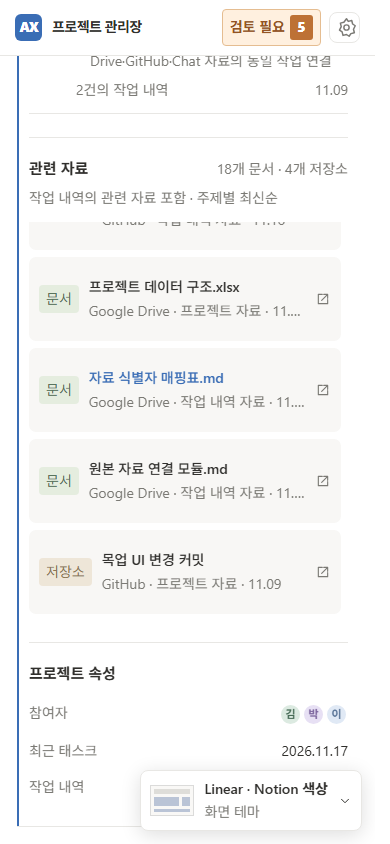 AX 프로젝트 관리장
검토 필요 5
Drive·GitHub·Chat 자료의 동일 작업 연결
2건의 작업 내역 11.09
관련 자료 18개 문서 · 4개 저장소
작업 내역의 관련 자료 포함 · 주제별 최신순
GitHub · 작업 내역 자료 · 11.10
문서
프로젝트 데이터 구조.xlsx
Google Drive · 프로젝트 자료 · 11....
문서
자료 식별자 매핑표.md
Google Drive · 작업 내역 자료 · 11....
문서
원본 자료 연결 모듈.md
Google Drive · 작업 내역 자료 · 11....
저장소
목업 UI 변경 커밋
GitHub · 프로젝트 자료 · 11.09
프로젝트 속성
참여자 김 박 이
최근 태스크 2026.11.17
작업 내역
Linear · Notion 색상
화면 테마